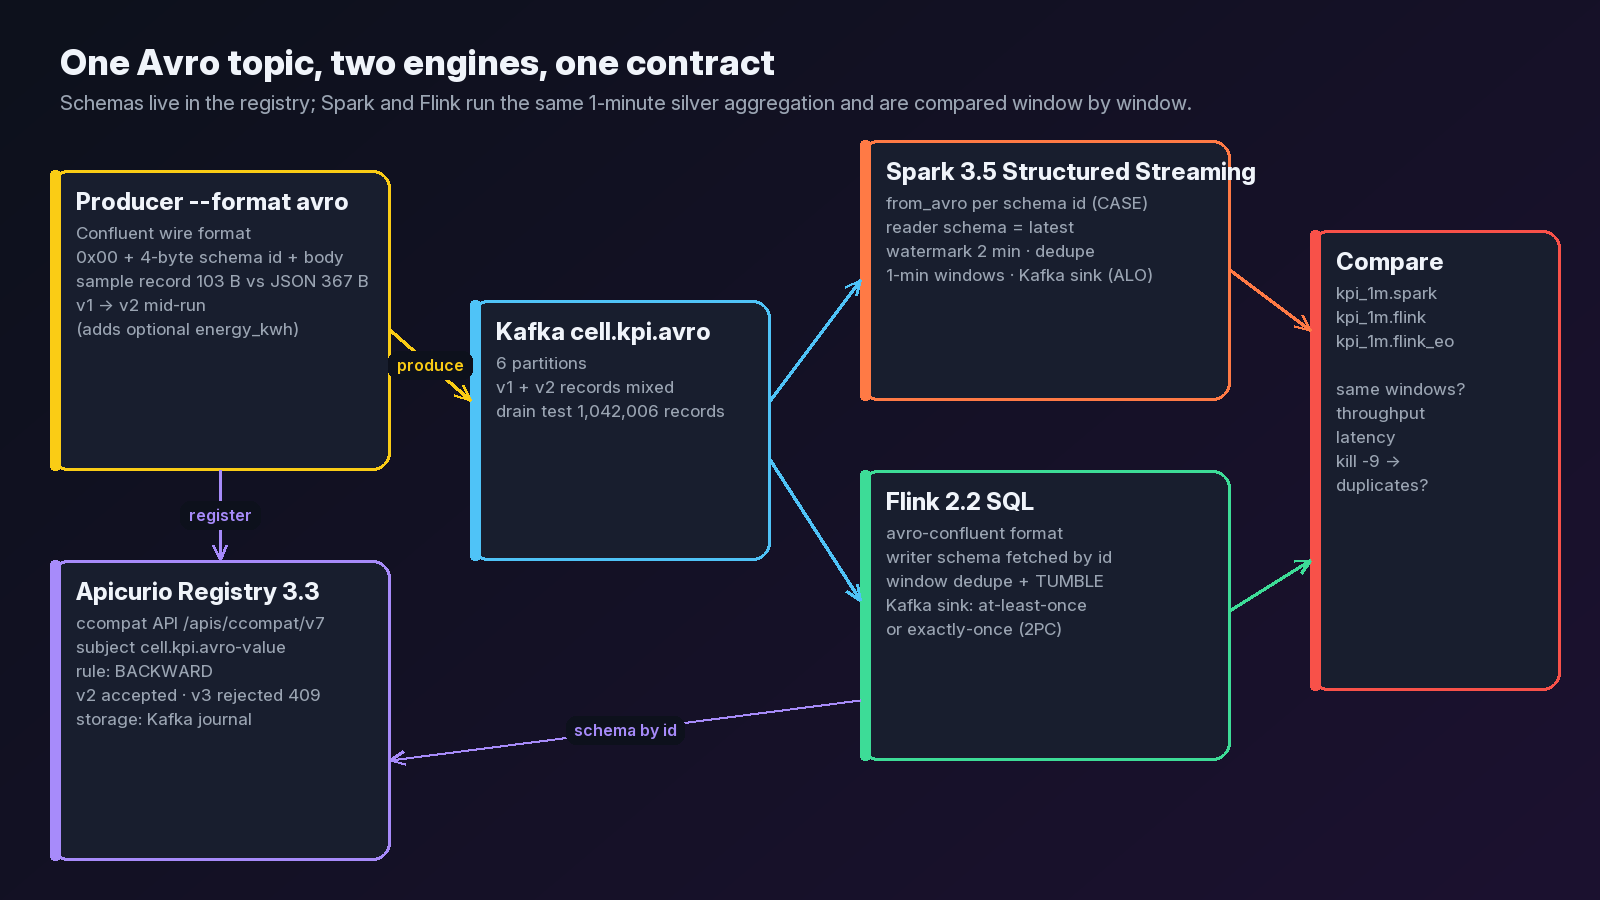 One Avro topic, two engines, one contract
Schemas live in the registry; Spark and Flink run the same 1-minute silver aggregation and are compared window by window.
Producer --format avro
Confluent wire format
0x00 + 4-byte schema id + body
sample record 103 B vs JSON 367 B
v1 → v2 mid-run
(adds optional energy_kwh)
produce
register
Apicurio Registry 3.3
ccompat API /apis/ccompat/v7
subject cell.kpi.avro-value
rule: BACKWARD
v2 accepted · v3 rejected 409
storage: Kafka journal
Kafka cell.kpi.avro
6 partitions
v1 + v2 records mixed
drain test 1,042,006 records
Spark 3.5 Structured Streaming
from_avro per schema id (CASE)
reader schema = latest
watermark 2 min · dedupe
1-min windows · Kafka sink (ALO)
Flink 2.2 SQL
avro-confluent format
writer schema fetched by id
window dedupe + TUMBLE
Kafka sink: at-least-once
or exactly-once (2PC)
schema by id
Compare
kpi_1m.spark
kpi_1m.flink
kpi_1m.flink_eo
same windows?
throughput
latency
kill -9 →
duplicates?